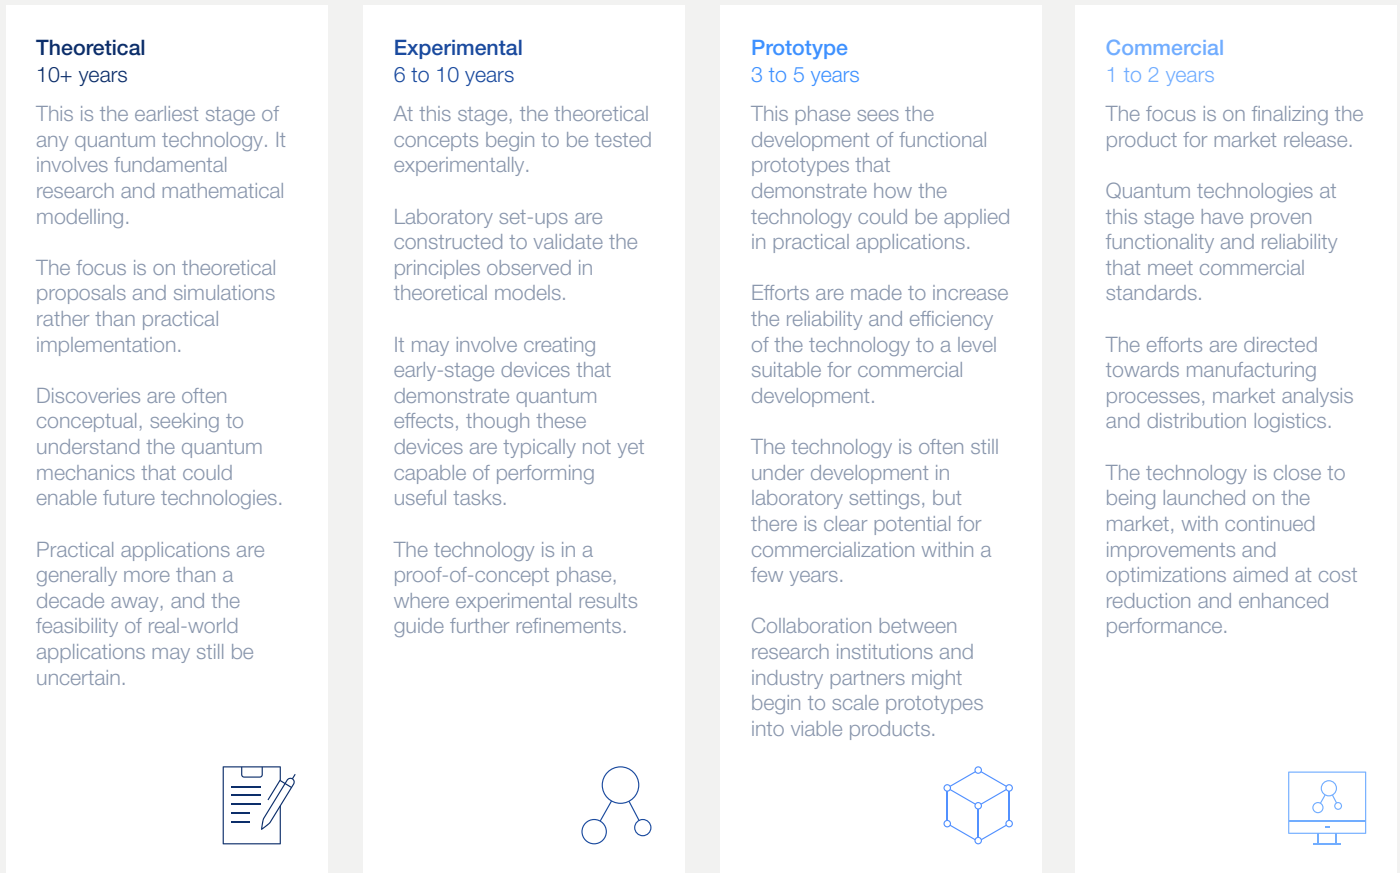 Theoretical
10+ years
This is the earliest stage of
any quantum technology. It
involves fundamental
research and mathematical
modelling.
The focus is on theoretical
proposals and simulations
rather than practical
implementation.
Discoveries are often
conceptual, seeking to
understand the quantum
mechanics that could
enable future technologies.
Practical applications are
generally more than a
decade away, and the
feasibility of real-world
applications may still be
uncertain.
Experimental
6 to 10 years
At this stage, the theoretical
concepts begin to be tested
experimentally.
Laboratory set-ups are
constructed to validate the
principles observed in
theoretical models.
It may involve creating
early-stage devices that
demonstrate quantum
effects, though these
devices are typically not yet
capable of performing
useful tasks.
The technology is in a
proof-of-concept phase,
where experimental results
guide further refinements.
Prototype
3 to 5 years
This phase sees the
development of functional
prototypes that
demonstrate how the
technology could be applied
in practical applications.
Efforts are made to increase
the reliability and efficiency
of the technology to a level
suitable for commercial
development.
The technology is often still
under development in
laboratory settings, but
there is clear potential for
commercialization within a
few years.
Collaboration between
research institutions and
industry partners might
begin to scale prototypes
into viable products.
Commercial
1 to 2 years
The focus is on finalizing the
product for market release.
Quantum technologies at
this stage have proven
functionality and reliability
that meet commercial
standards.
The efforts are directed
towards manufacturing
processes, market analysis
and distribution logistics.
The technology is close to
being launched on the
market, with continued
improvements and
optimizations aimed at cost
reduction and enhanced
performance.